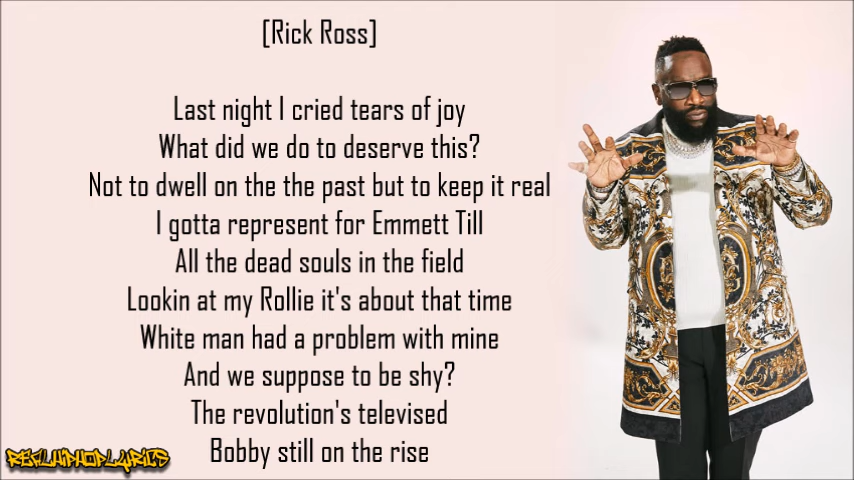 [Rick Ross]
Last night I cried tears of joy
What did we do to deserve this?
Not to dwell on the the past but to keep it real
I gotta represent for Emmett Till
All the dead souls in the field
Lookin at my Rollie it's about that time
White man had a problem with mine
And we suppose to be shy?
The revolution's televised
Bobby still on the rise
REALHIPHOPLYRICS